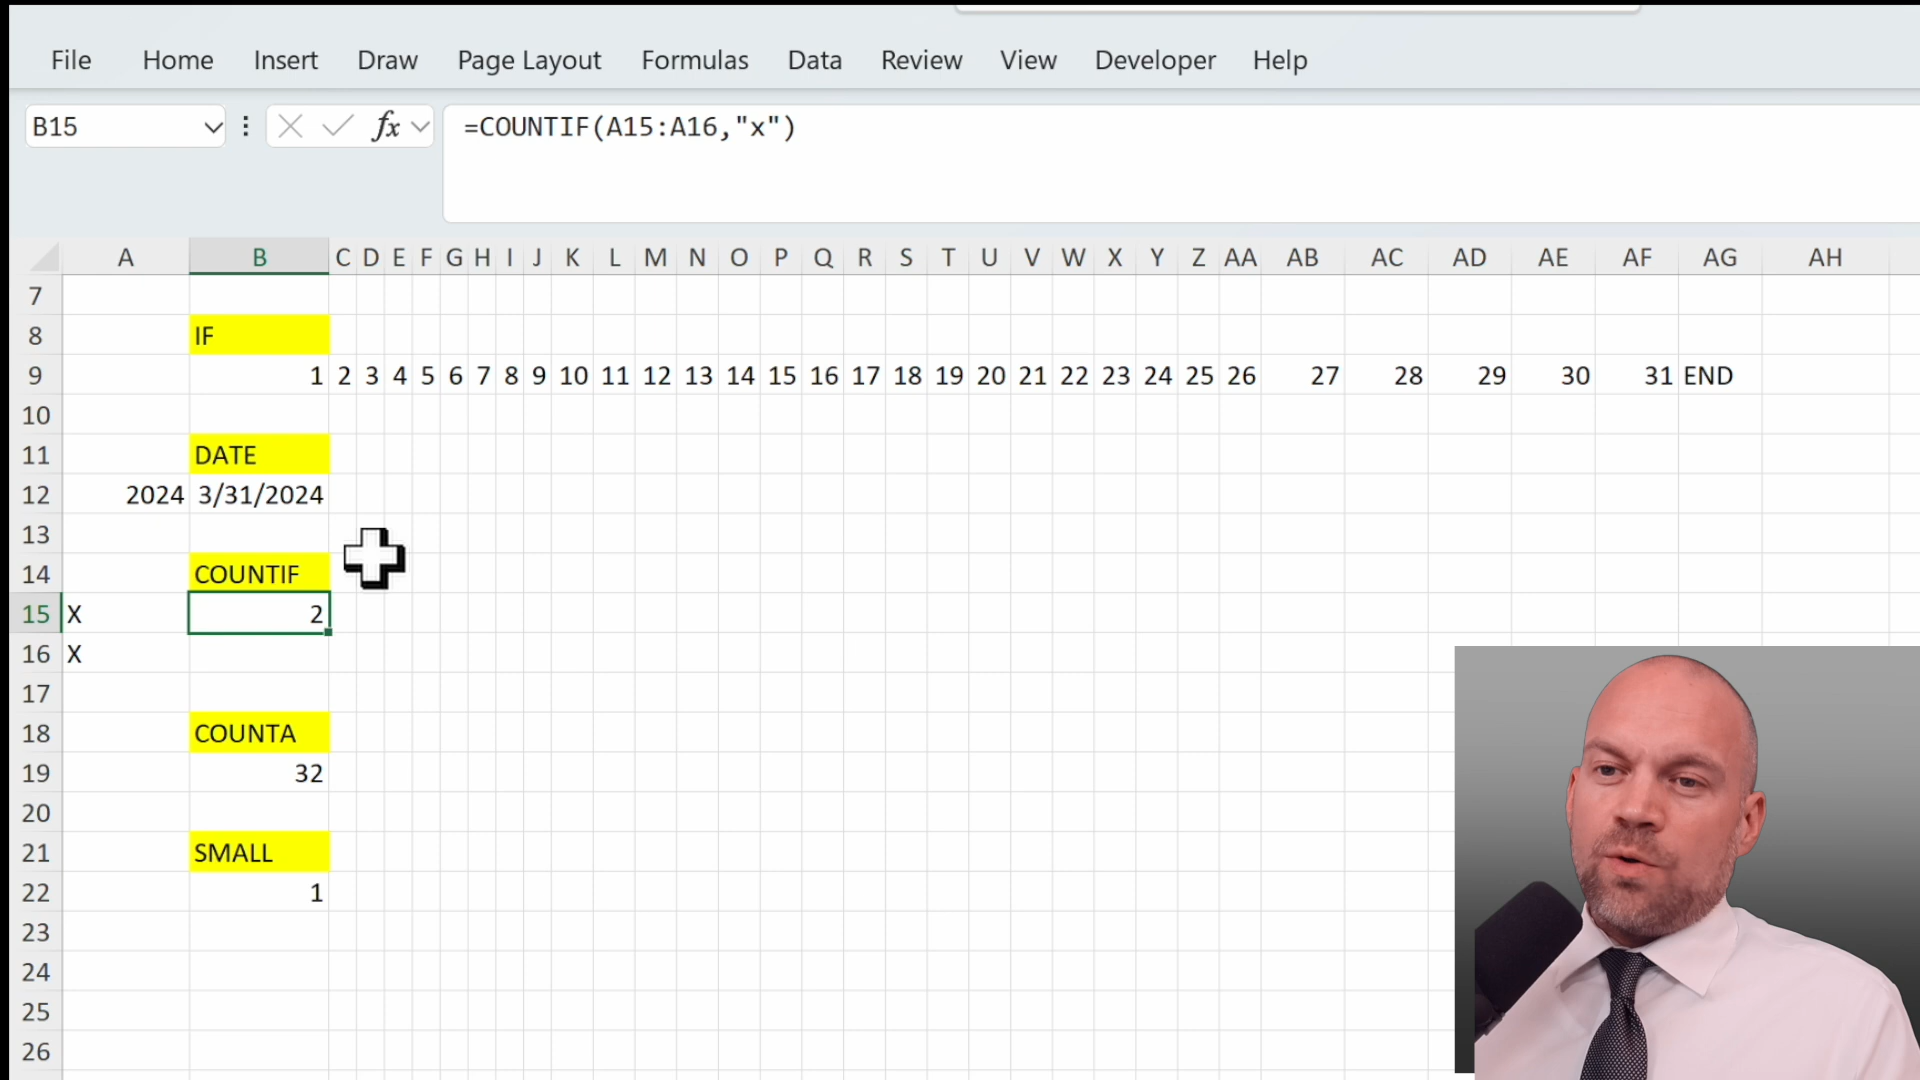 File Home Insert Draw Page Layout Formulas Data Review View Developer Help
B15 fx =COUNTIF(A15:A16,"x")
A B C D E F G H I J K L M N O P Q R S T U V W X Y Z AA AB AC AD AE AF AG AH
7
8 IF
9 1 2 3 4 5 6 7 8 9 10 11 12 13 14 15 16 17 18 19 20 21 22 23 24 25 26 27 28 29 30 31 END
10
11 DATE
12 2024 3/31/2024
13
14 COUNTIF
15 X 2
16 X
17
18 COUNTA
19 32
20
21 SMALL
22 1
23
24
25
26